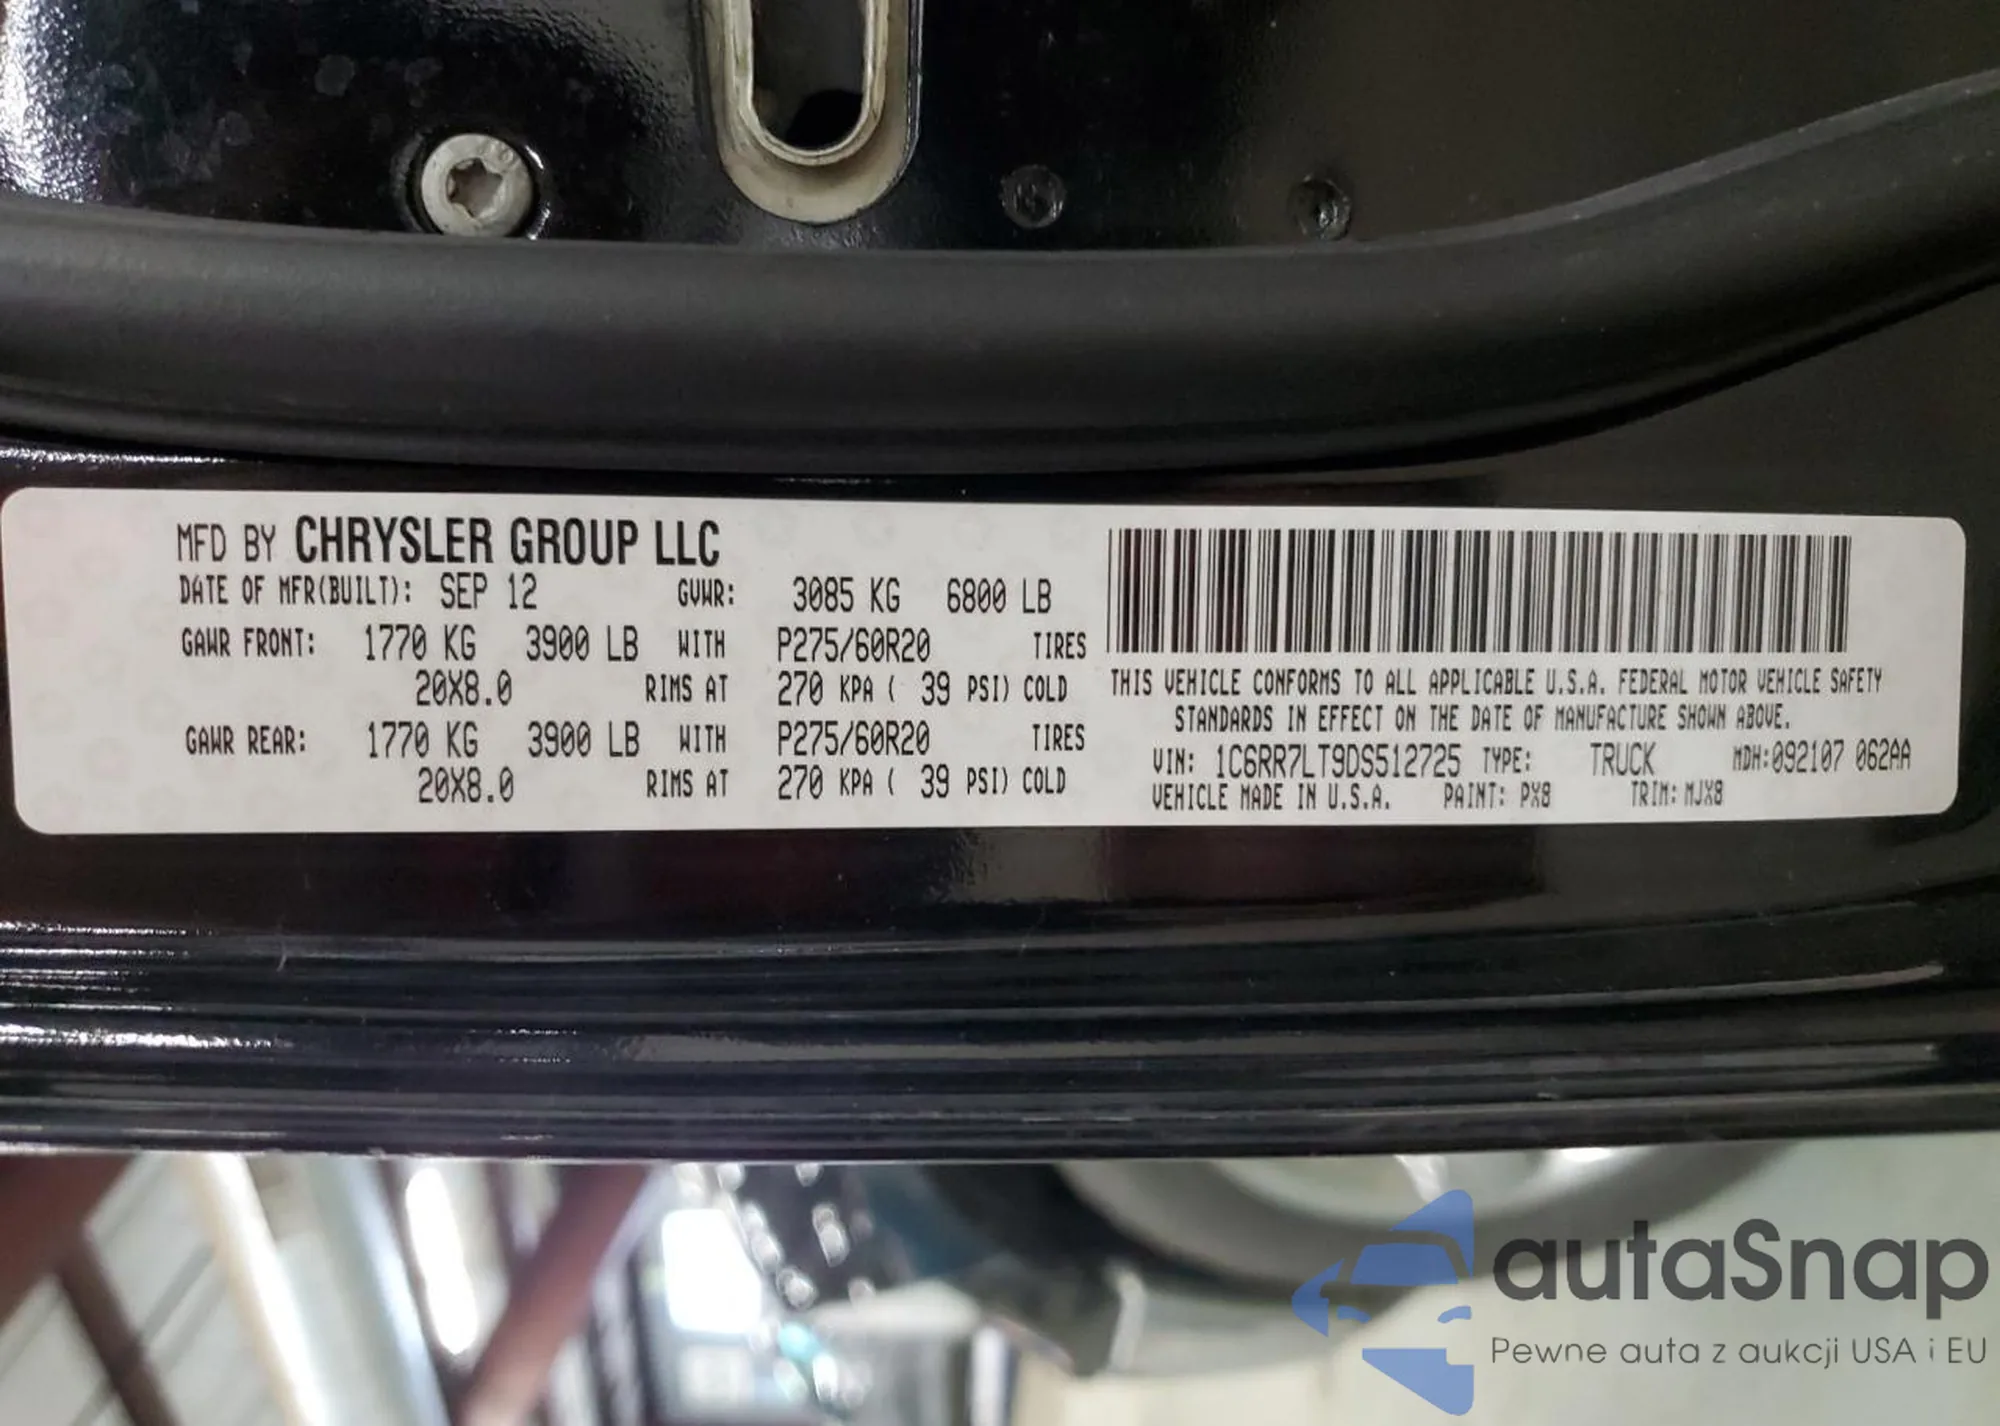 MFD BY CHRYSLER GROUP LLC
DATE OF MFR(BUILT): SEP 12 GVWR: 3085 KG 6800 LB
GAWR FRONT: 1770 KG 3900 LB WITH P275/60R20 TIRES
20X8.0 RIMS AT 270 KPA ( 39 PSI) COLD
GAWR REAR: 1770 KG 3900 LB WITH P275/60R20 TIRES
20X8.0 RIMS AT 270 KPA ( 39 PSI) COLD
THIS VEHICLE CONFORMS TO ALL APPLICABLE U.S.A. FEDERAL MOTOR VEHICLE SAFETY
STANDARDS IN EFFECT ON THE DATE OF MANUFACTURE SHOWN ABOVE.
VIN: 1C6RR7LT9DS512725 TYPE: TRUCK MDH:092107 062AA
VEHICLE MADE IN U.S.A. PAINT: PX8 TRIM: MJX8
autaSnap
Pewne auta z aukcji USA i EU